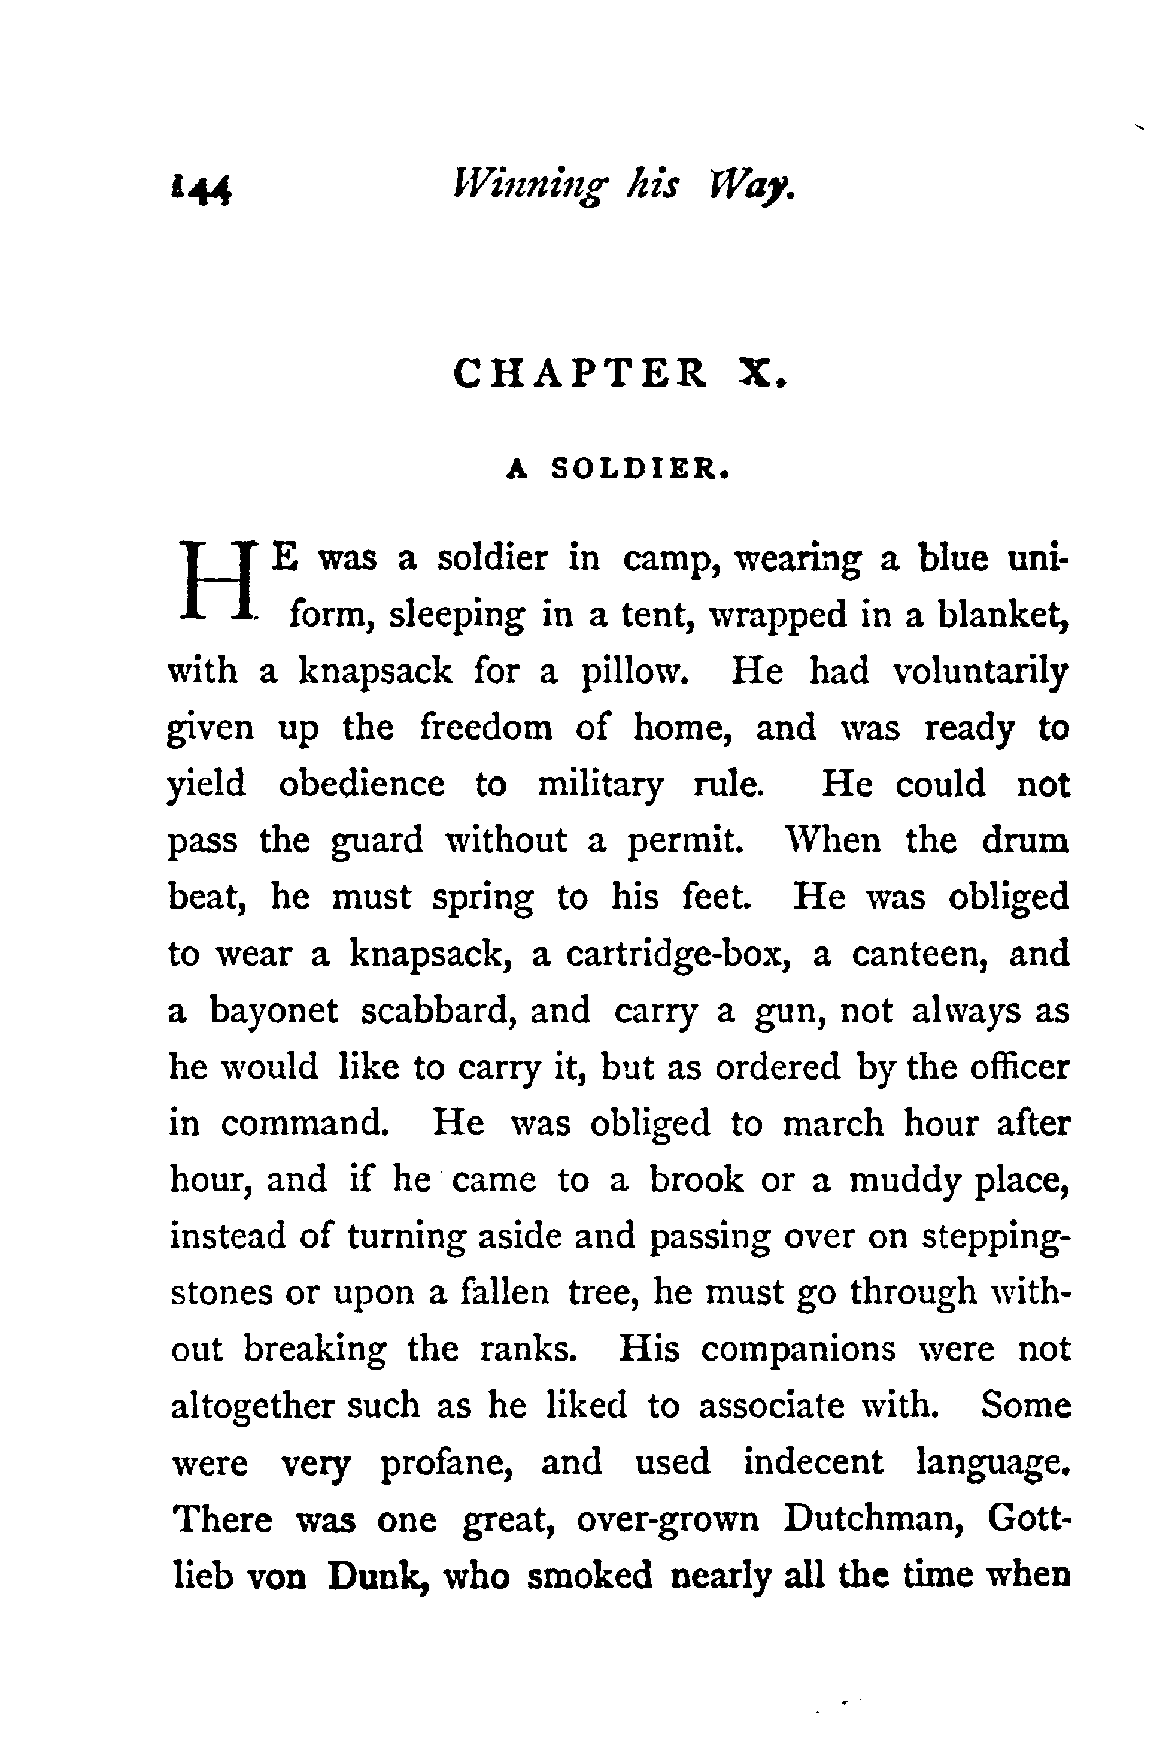 144 Winning his Way.
CHAPTER X.
A SOLDIER.
HE was a soldier in camp, wearing a blue uni-
form, sleeping in a tent, wrapped in a blanket,
with a knapsack for a pillow. He had voluntarily
given up the freedom of home, and was ready to
yield obedience to military rule. He could not
pass the guard without a permit. When the drum
beat, he must spring to his feet. He was obliged
to wear a knapsack, a cartridge-box, a canteen, and
a bayonet scabbard, and carry a gun, not always as
he would like to carry it, but as ordered by the officer
in command. He was obliged to march hour after
hour, and if he came to a brook or a muddy place,
instead of turning aside and passing over on stepping-
stones or upon a fallen tree, he must go through with-
out breaking the ranks. His companions were not
altogether such as he liked to associate with. Some
were very profane, and used indecent language.
There was one great, over-grown Dutchman, Gott-
lieb von Dunk, who smoked nearly all the time when